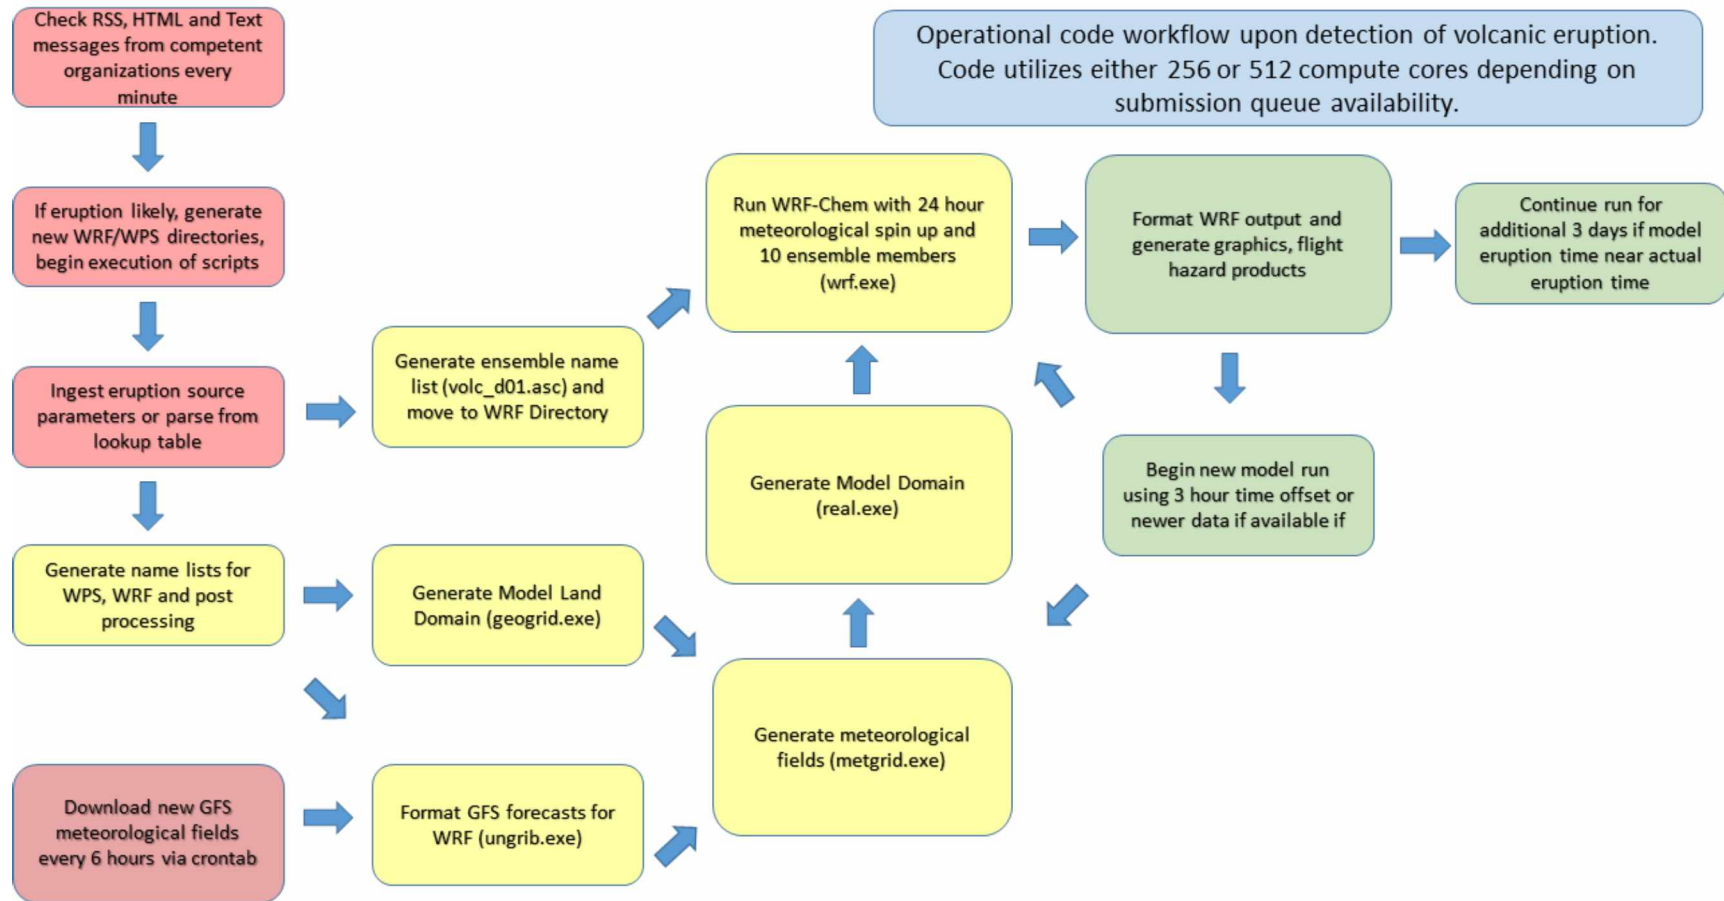 Check RSS, HTML and Text
messages from competent
organizations every
minute
Operational code workflow upon detection of volcanic eruption.
Code utilizes either 256 or 512 compute cores depending on
submission queue availability.
If eruption likely, generate
new WRF/WPS directories,
begin execution of scripts
Run WRF-Chem with 24 hour
meteorological spin up and
10 ensemble members
(wrf.exe)
Format WRF output and
generate graphics, flight
hazard products
Continue run for
additional 3 days if model
eruption time near actual
eruption time
Ingest eruption source
parameters or parse from
lookup table
Generate ensemble name
list (volc_d01.asc) and
move to WRF Directory
Generate Model Domain
(real.exe)
Begin new model run
using 3 hour time offset or
newer data if available if
Generate name lists for
WPS, WRF and post
processing
Generate Model Land
Domain (geogrid.exe)
Generate meteorological
fields (metgrid.exe)
Download new GFS
meteorological fields
every 6 hours via crontab
Format GFS forecasts for
WRF (ungrib.exe)